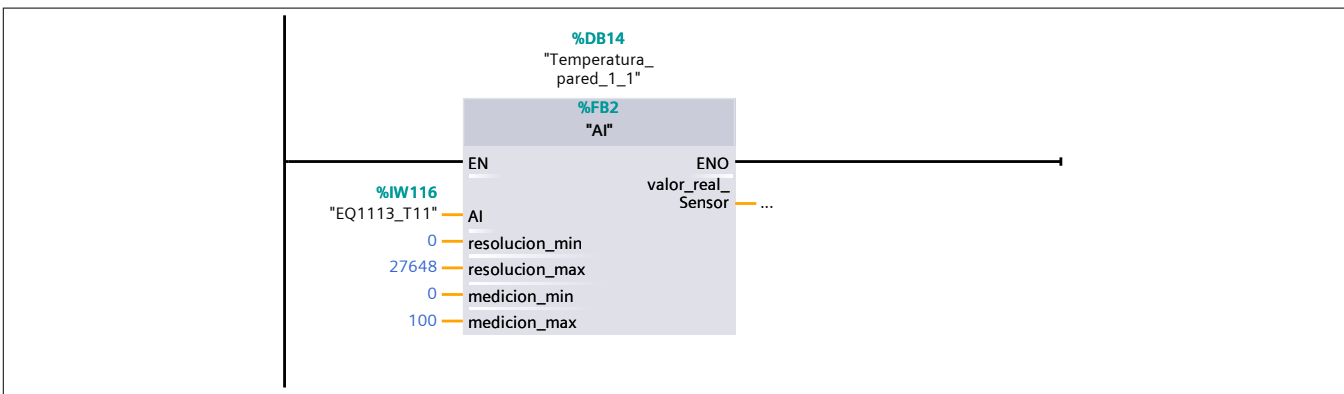 %DB14
"Temperatura_
pared_1_1"
%FB2
"AI"
EN
ENO
%IW116
"EQ1113_T11"
AI
valor_real_
Sensor
...
0
resolucion_min
27648
resolucion_max
0
medicion_min
100
medicion_max